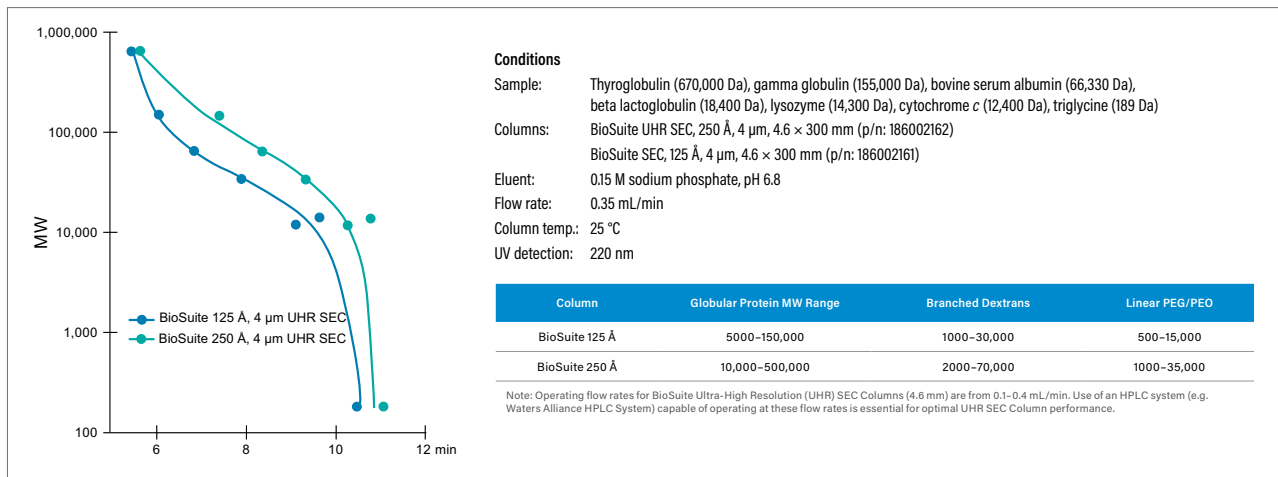 1,000,000
100,000
10,000
1,000
100
MW
6
8
10
12 min
BioSuite 125 Å, 4 µm UHR SEC
BioSuite 250 Å, 4 µm UHR SEC
Conditions
Sample: Thyroglobulin (670,000 Da), gamma globulin (155,000 Da), bovine serum albumin (66,330 Da),
beta lactoglobulin (18,400 Da), lysozyme (14,300 Da), cytochrome c (12,400 Da), triglycine (189 Da)
Columns: BioSuite UHR SEC, 250 Å, 4 µm, 4.6 × 300 mm (p/n: 186002162)
BioSuite SEC, 125 Å, 4 µm, 4.6 × 300 mm (p/n: 186002161)
Eluent: 0.15 M sodium phosphate, pH 6.8
Flow rate: 0.35 mL/min
Column temp.: 25 °C
UV detection: 220 nm
Column Globular Protein MW Range Branched Dextrans Linear PEG/PEO
BioSuite 125 Å 5000–150,000 1000–30,000 500–15,000
BioSuite 250 Å 10,000–500,000 2000–70,000 1000–35,000
Note: Operating flow rates for BioSuite Ultra-High Resolution (UHR) SEC Columns (4.6 mm) are from 0.1–0.4 mL/min. Use of an HPLC system (e.g.
Waters Alliance HPLC System) capable of operating at these flow rates is essential for optimal UHR SEC Column performance.